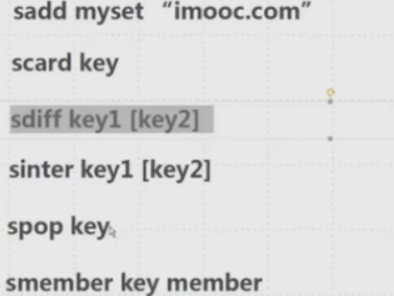 sadd myset “imooc.com”
scard key
sdiff key1 [key2]
sinter key1 [key2]
spop key
smember key member